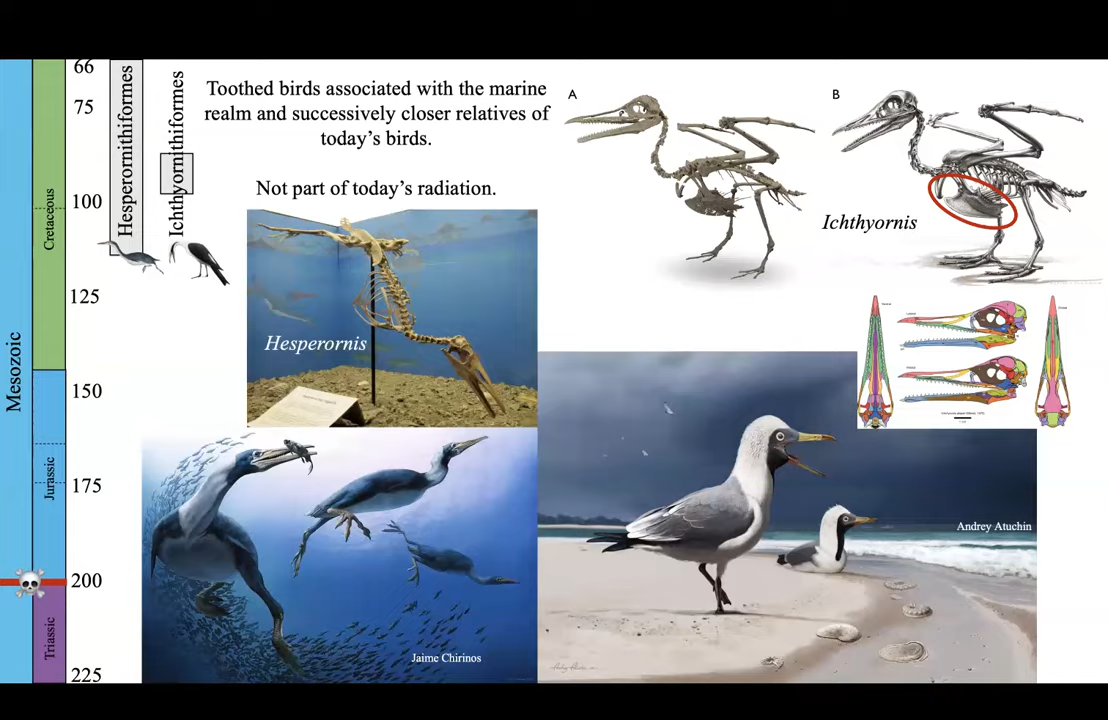 66
75
100
125
150
175
200
225
Mesozoic
Cretaceous
Jurassic
Triassic
Hesperornithiformes
Ichthyornithiformes
Toothed birds associated with the marine
realm and successively closer relatives of
today’s birds.
Not part of today’s radiation.
Hesperornis
Jaime Chirinos
A
B
Ichthyornis
Andrey Atuchin